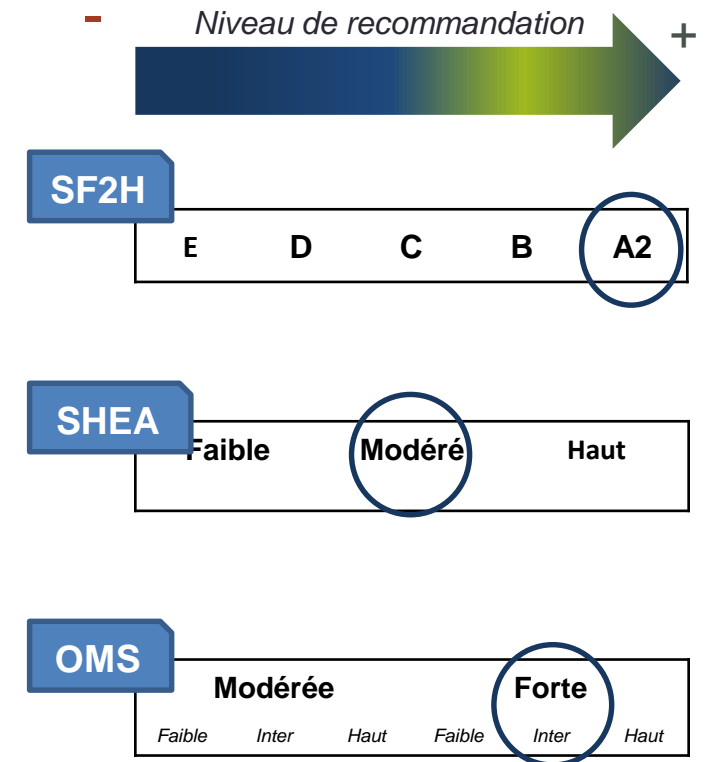 - Niveau de recommandation +
SF2H
E D C B A2
SHEA
Faible Modéré Haut
OMS
Modérée Forte
Faible Inter Haut Faible Inter Haut